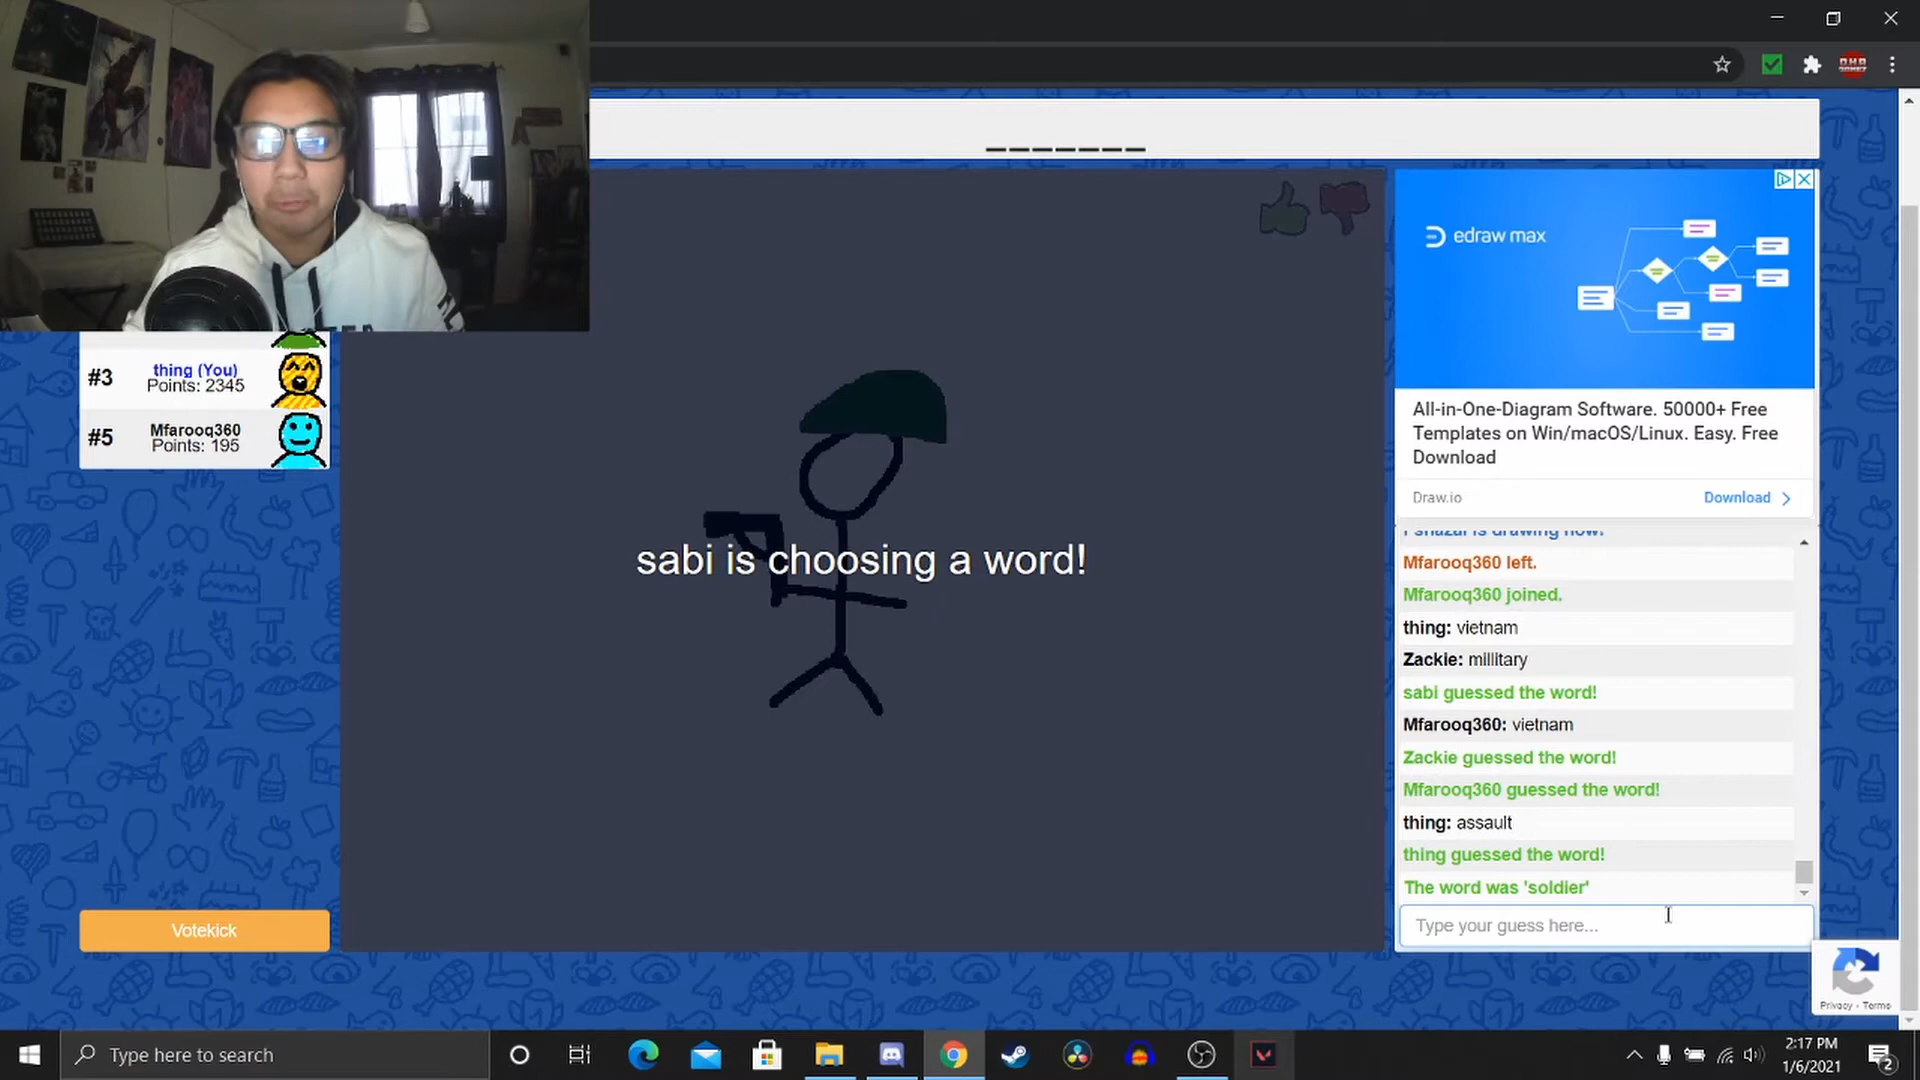 _ _ _ _ _ _ _
#3
thing (You)
Points: 2345
#5
Mfarooq360
Points: 195
sabi is choosing a word!
edraw max
All-in-One-Diagram Software. 50000+ Free
Templates on Win/macOS/Linux. Easy. Free
Download
Draw.io
Download
Mfarooq360 left.
Mfarooq360 joined.
thing: vietnam
Zackie: millitary
sabi guessed the word!
Mfarooq360: vietnam
Zackie guessed the word!
Mfarooq360 guessed the word!
thing: assault
thing guessed the word!
The word was 'soldier'
Type your guess here...
Votekick
Privacy - Terms
Type here to search
2:17 PM
1/6/2021
2